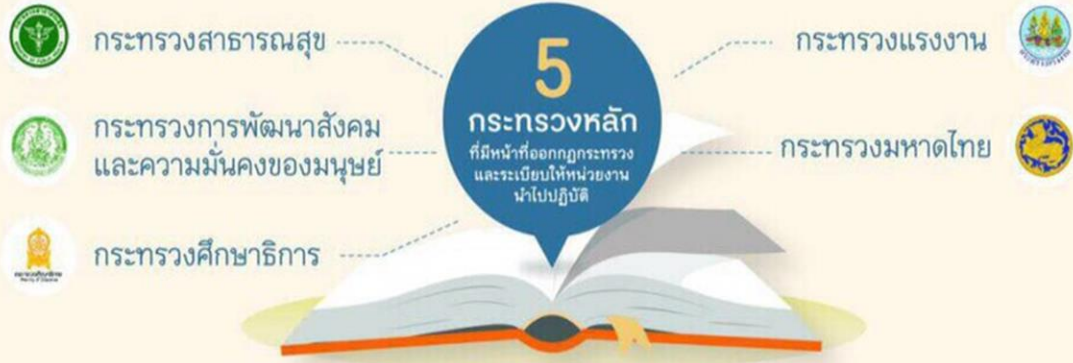 กระทรวงสาธารณสุข
กระทรวงการพัฒนาสังคม
และความมั่นคงของมนุษย์
กระทรวงศึกษาธิการ
5
กระทรวงหลัก
ที่มีหน้าที่ออกกฎกระทรวง
และระเบียบให้หน่วยงาน
นำไปปฏิบัติ
กระทรวงแรงงาน
กระทรวงมหาดไทย